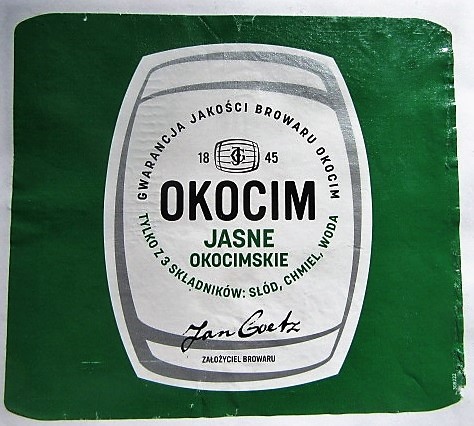 GWARANCJA JAKOŚCI BROWARU OKOCIM
18 45
OKOCIM
JASNE
OKOCIMSKIE
TYLKO Z 3 SKŁADNIKÓW: SŁÓD, CHMIEL, WODA
Jan Goetz
ZAŁOŻYCIEL BROWARU